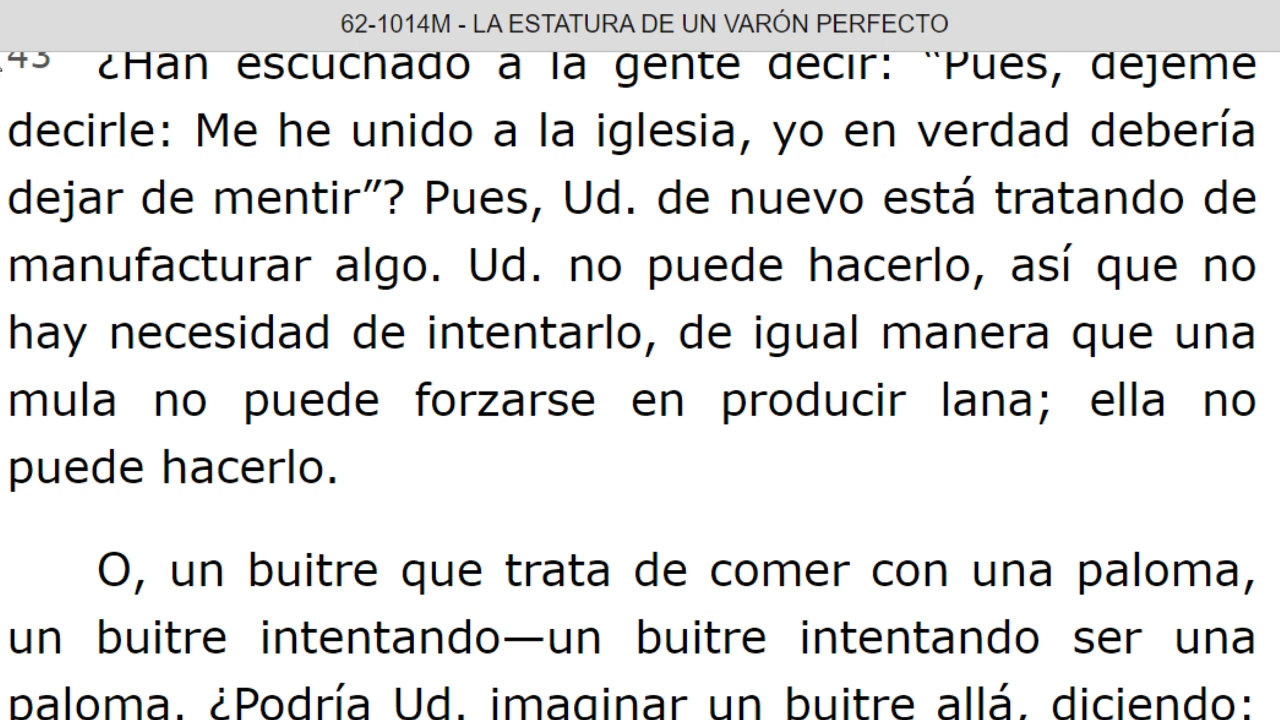 62-1014M - LA ESTATURA DE UN VARÓN PERFECTO
43 ¿Han escuchado a la gente decir: “Pues, déjeme
decirle: Me he unido a la iglesia, yo en verdad debería
dejar de mentir”? Pues, Ud. de nuevo está tratando de
manufacturar algo. Ud. no puede hacerlo, así que no
hay necesidad de intentarlo, de igual manera que una
mula no puede forzarse en producir lana; ella no
puede hacerlo.
O, un buitre que trata de comer con una paloma,
un buitre intentando—un buitre intentando ser una
paloma. ¿Podría Ud. imaginar un buitre allá, diciendo: